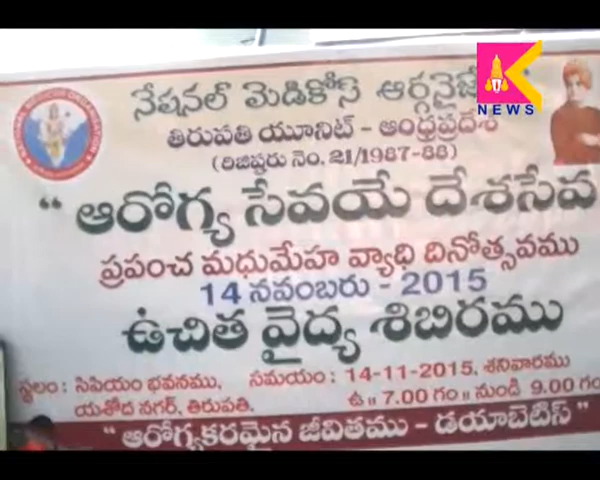 K
NEWS
నేషనల్ మెడికోస్ ఆర్గనైజే
తిరుపతి యూనిట్ - ఆంధ్రప్రదేశ్
(రిజిష్టరు నెం. 21/1987-88)
“ ఆరోగ్య సేవయే దేశసేవ
ప్రపంచ మధుమేహ వ్యాధి దినోత్సవము
14 నవంబరు - 2015
ఉచిత వైద్య శిబిరము
స్థలం : సిపియం భవనము, సమయం : 14-11-2015, శనివారము
యశోద నగర్, తిరుపతి. ఉ॥ 7.00 గం॥ నుండి 9.00 గం
“ ఆరోగ్యకరమైన జీవితము - డయాబెటిస్ ”